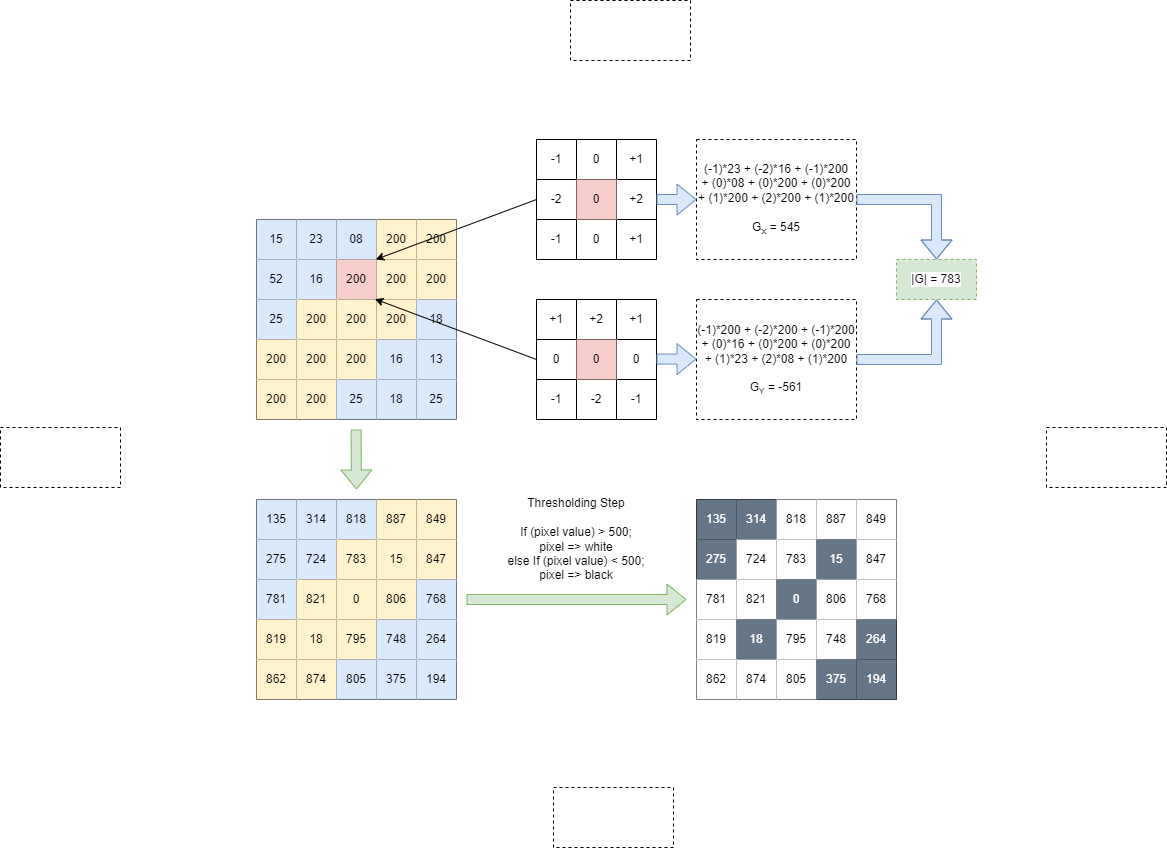 -1 0 +1
-2 0 +2
-1 0 +1
(-1)*23 + (-2)*16 + (-1)*200
+ (0)*08 + (0)*200 + (0)*200
+ (1)*200 + (2)*200 + (1)*200
GX = 545
15 23 08 200 200
52 16 200 200 200
25 200 200 200 18
200 200 200 16 13
200 200 25 18 25
|G| = 783
+1 +2 +1
0 0 0
-1 -2 -1
(-1)*200 + (-2)*200 + (-1)*200
+ (0)*16 + (0)*200 + (0)*200
+ (1)*23 + (2)*08 + (1)*200
GY = -561
135 314 818 887 849
275 724 783 15 847
781 821 0 806 768
819 18 795 748 264
862 874 805 375 194
Thresholding Step
If (pixel value) > 500;
pixel => white
else If (pixel value) < 500;
pixel => black
135 314 818 887 849
275 724 783 15 847
781 821 0 806 768
819 18 795 748 264
862 874 805 375 194